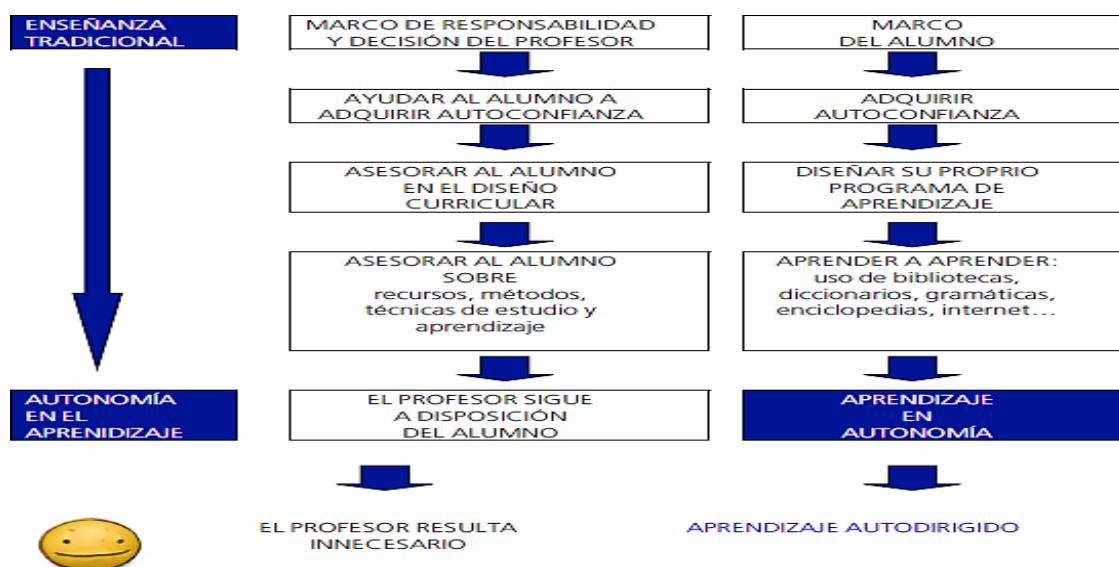 ENSEÑANZA
TRADICIONAL
MARCO DE RESPONSABILIDAD
Y DECISIÓN DEL PROFESOR
MARCO
DEL ALUMNO
AYUDAR AL ALUMNO A
ADQUIRIR AUTOCONFIANZA
ADQUIRIR
AUTOCONFIANZA
ASESORAR AL ALUMNO
EN EL DISEÑO
CURRICULAR
DISEÑAR SU PROPRIO
PROGRAMA DE
APRENDIZAJE
ASESORAR AL ALUMNO
SOBRE
recursos, métodos,
técnicas de estudio y
aprendizaje
APRENDER A APRENDER:
uso de bibliotecas,
diccionarios, gramáticas,
enciclopedias, internet...
AUTONOMÍA
EN EL
APRENIDIZAJE
EL PROFESOR SIGUE
A DISPOSICIÓN
DEL ALUMNO
APRENDIZAJE
EN
AUTONOMÍA
EL PROFESOR RESULTA
INNECESARIO
APRENDIZAJE AUTODIRIGIDO